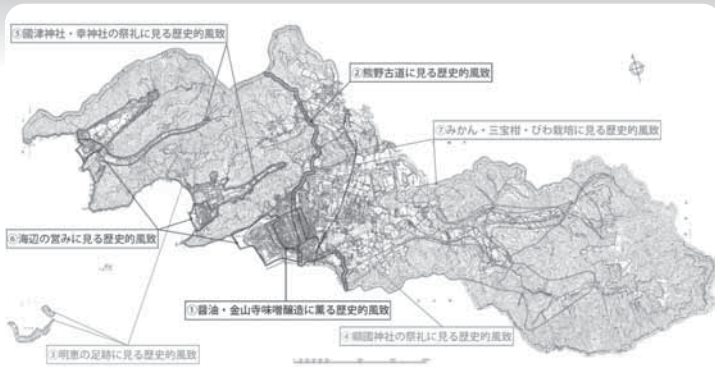 ⑤國津神社・幸神社の祭礼に見る歴史的風致
②熊野古道に見る歴史的風致
⑦みかん・三宝柑・びわ栽培に見る歴史的風致
⑥海辺の営みに見る歴史的風致
①醤油・金山寺味噌醸造に薫る歴史的風致
④顯國神社の祭礼に見る歴史的風致
③明恵の足跡に見る歴史的風致